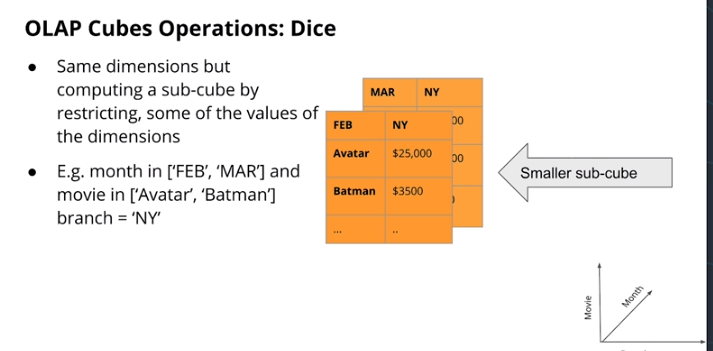 OLAP Cubes Operations: Dice
● Same dimensions but
computing a sub-cube by
restricting, some of the values of
the dimensions
● E.g. month in [‘FEB’, ‘MAR’] and
movie in [‘Avatar’, ‘Batman’]
branch = ‘NY’
MAR NY
FEB NY
00
Avatar $25,000
00
Batman $3500
... ..
Smaller sub-cube
Movie
Month